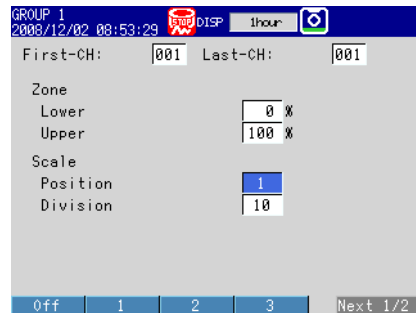 GROUP 1
2008/12/02 08:53:29 STOP DISP 1hour
First-CH: 001 Last-CH: 001
Zone
Lower 0 %
Upper 100 %
Scale
Position 1
Division 10
Off 1 2 3 Next 1/2